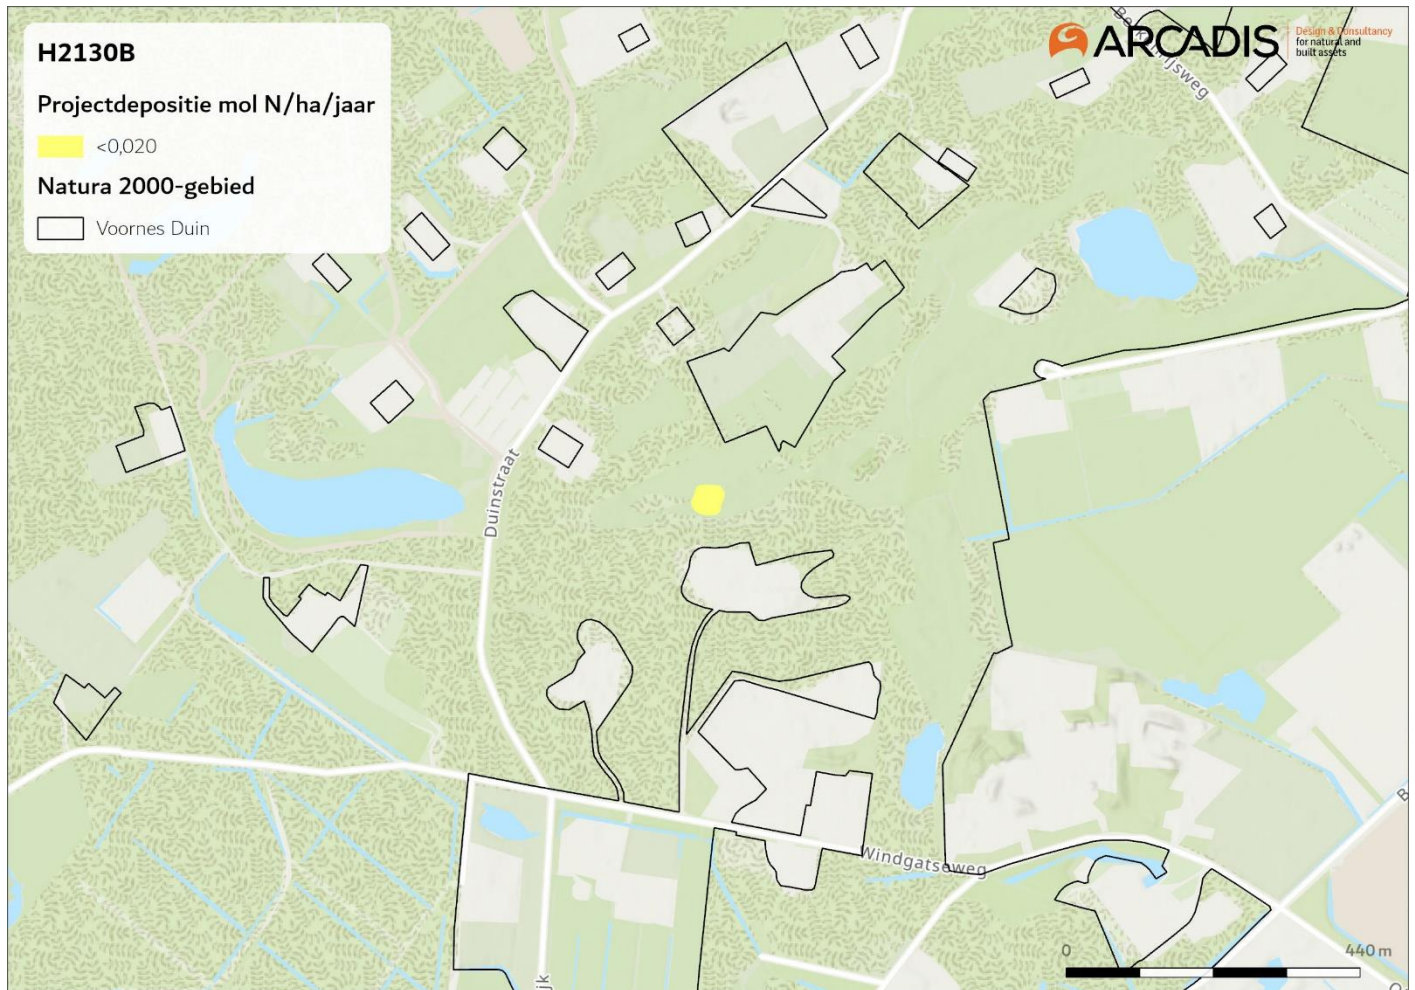 H2130B
Projectdepositie mol N/ha/jaar
<0,020
Natura 2000-gebied
Voornes Duin
ARCADIS
Design & Consultancy
for natural and
built assets
Duinstraat
Windgatseweg
0
440 m